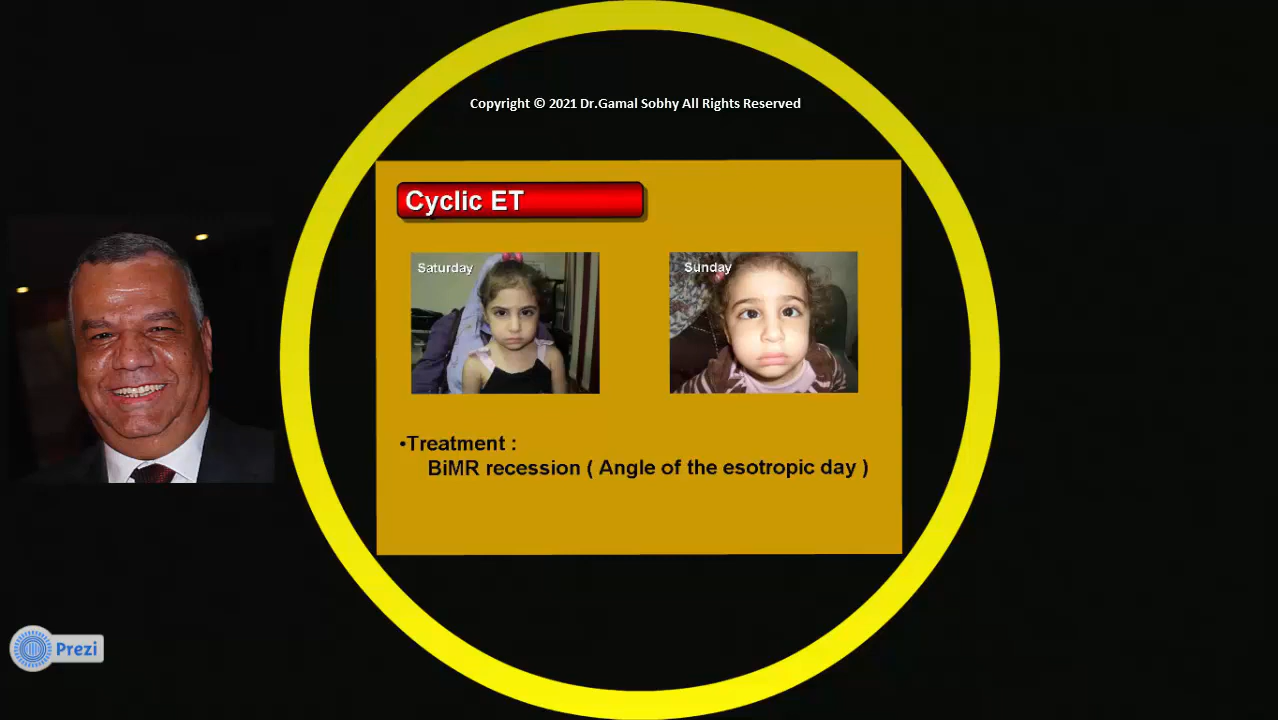 Copyright © 2021 Dr.Gamal Sobhy All Rights Reserved
Cyclic ET
Saturday
Sunday
•Treatment :
BiMR recession ( Angle of the esotropic day )
Prezi